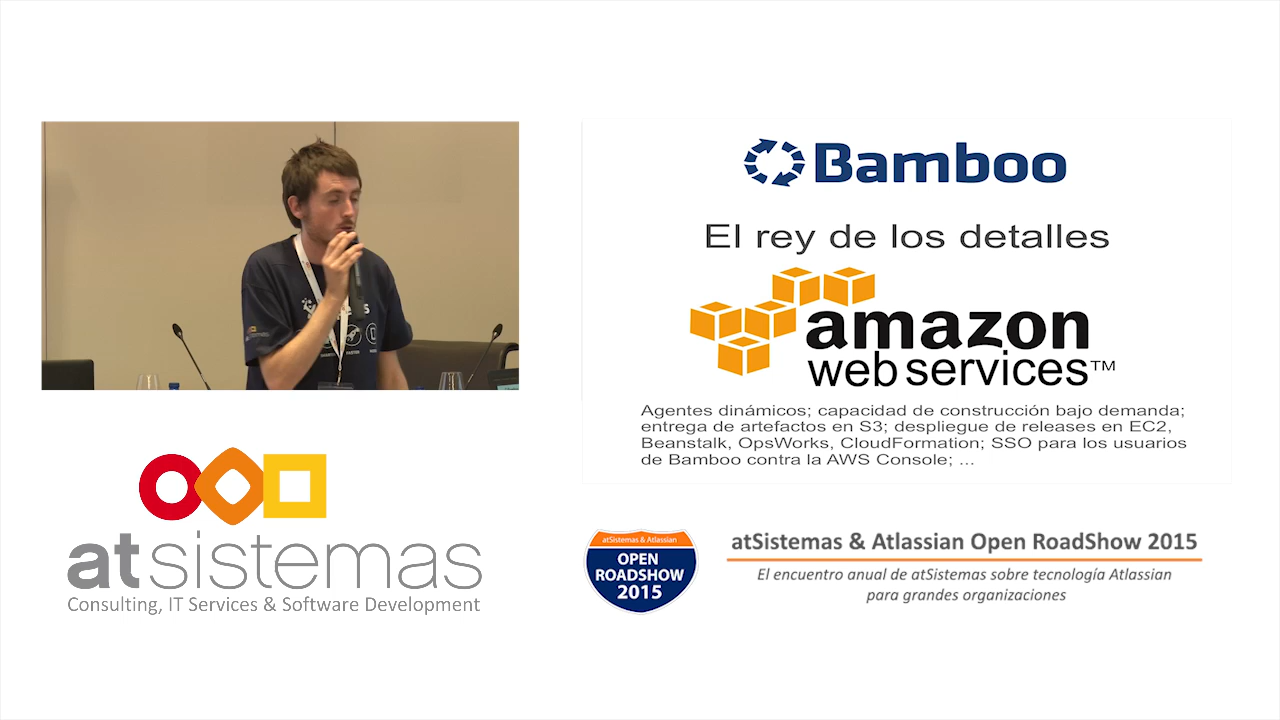 Bamboo
El rey de los detalles
amazon
web services™
Agentes dinámicos; capacidad de construcción bajo demanda;
entrega de artefactos en S3; despliegue de releases en EC2,
Beanstalk, OpsWorks, CloudFormation; SSO para los usuarios
de Bamboo contra la AWS Console; ...
atsistemas
Consulting, IT Services & Software Development
atSistemas & Atlassian
OPEN
ROADSHOW
2015
atSistemas & Atlassian Open RoadShow 2015
El encuentro anual de atSistemas sobre tecnología Atlassian
para grandes organizaciones